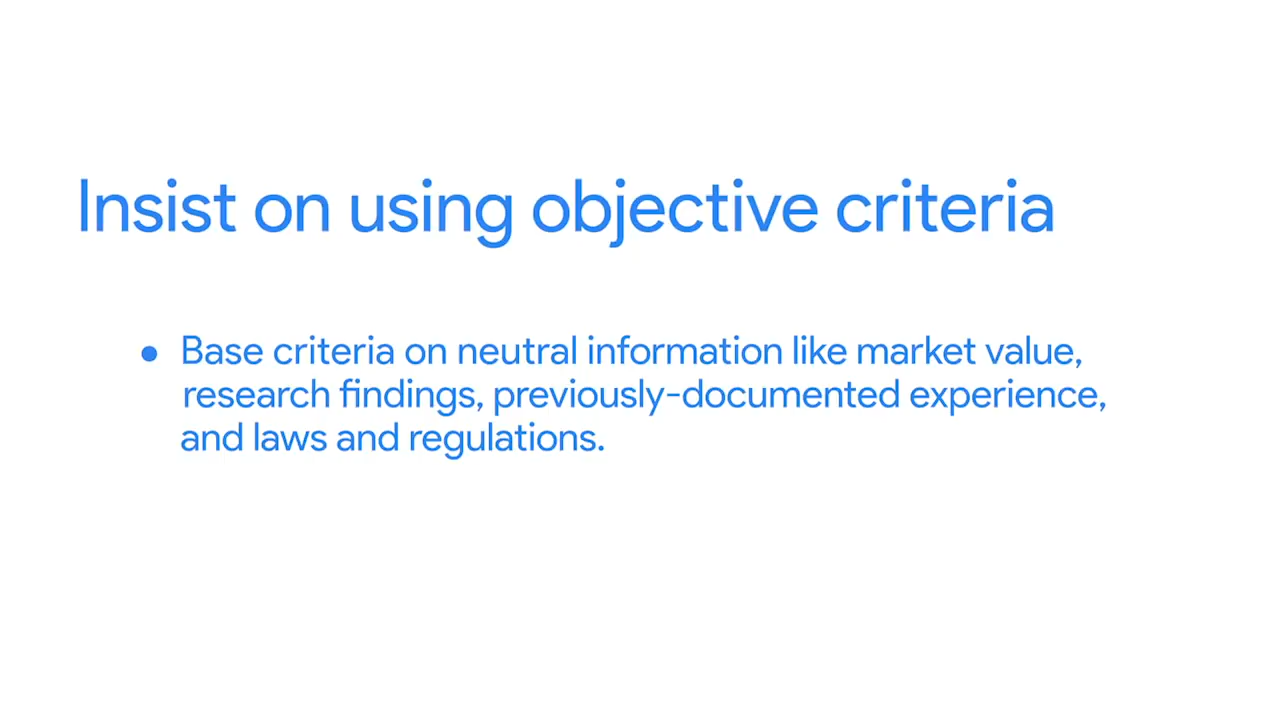 Insist on using objective criteria
● Base criteria on neutral information like market value,
research findings, previously-documented experience,
and laws and regulations.